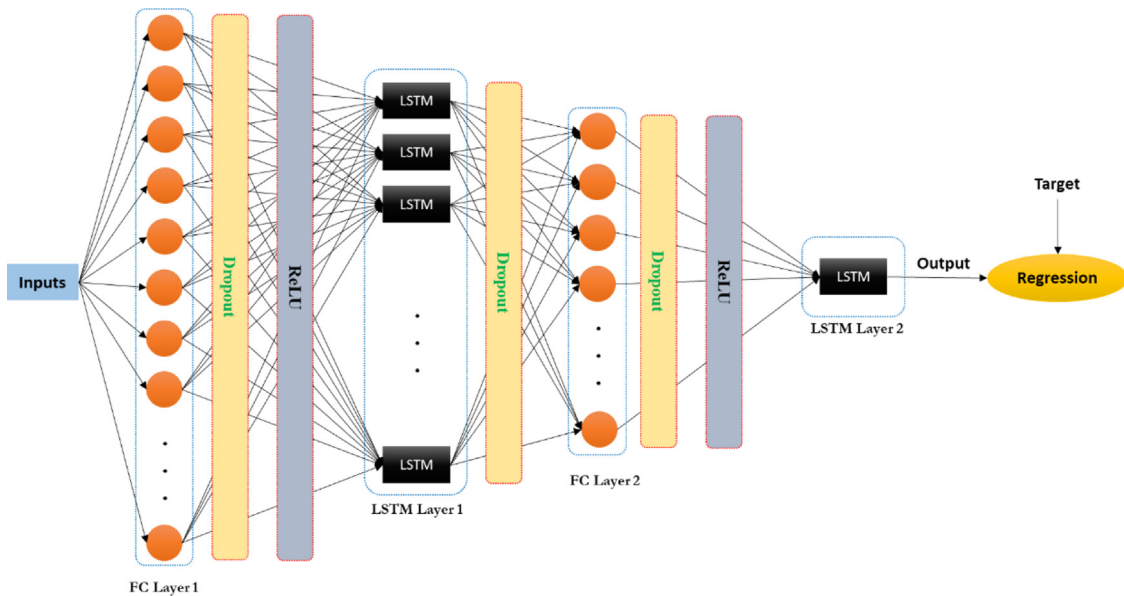 Inputs
FC Layer 1
Dropout
ReLU
LSTM
LSTM
LSTM
LSTM
LSTM Layer 1
Dropout
FC Layer 2
Dropout
ReLU
LSTM
LSTM Layer 2
Output
Target
Regression